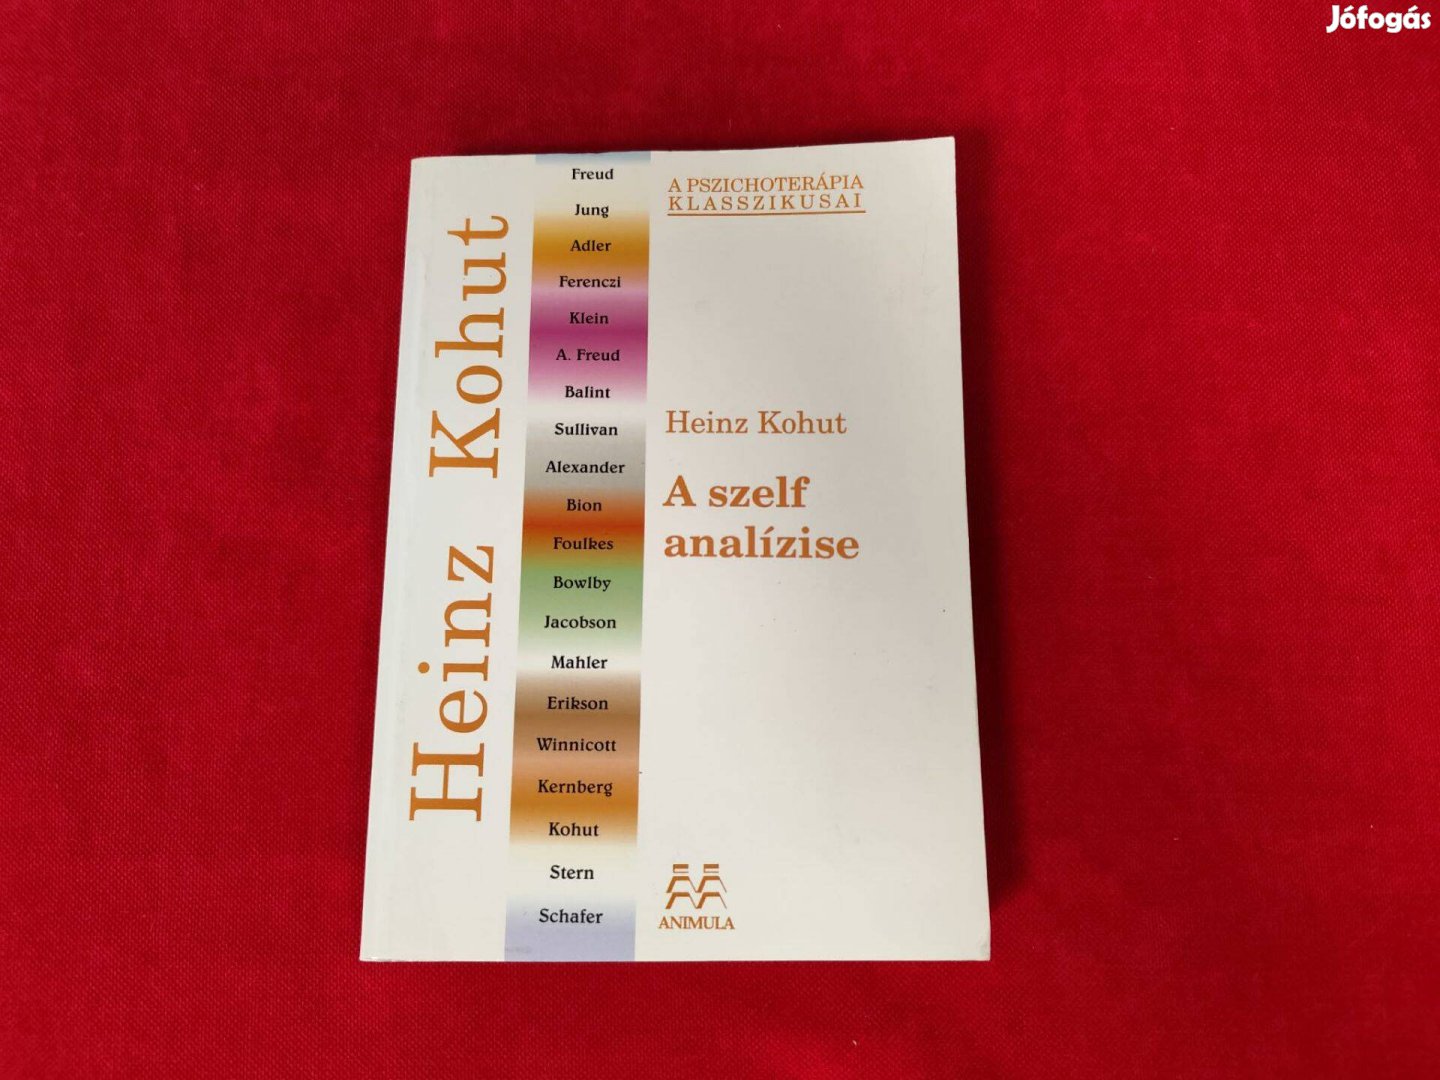 Jófogás
Heinz Kohut
Freud
Jung
Adler
Ferenczi
Klein
A. Freud
Balint
Sullivan
Alexander
Bion
Foulkes
Bowlby
Jacobson
Mahler
Erikson
Winnicott
Kernberg
Kohut
Stern
Schafer
A PSZICHOTERÁPIA
KLASSZIKUSAI
Heinz Kohut
A szelf
analízise
ANIMULA